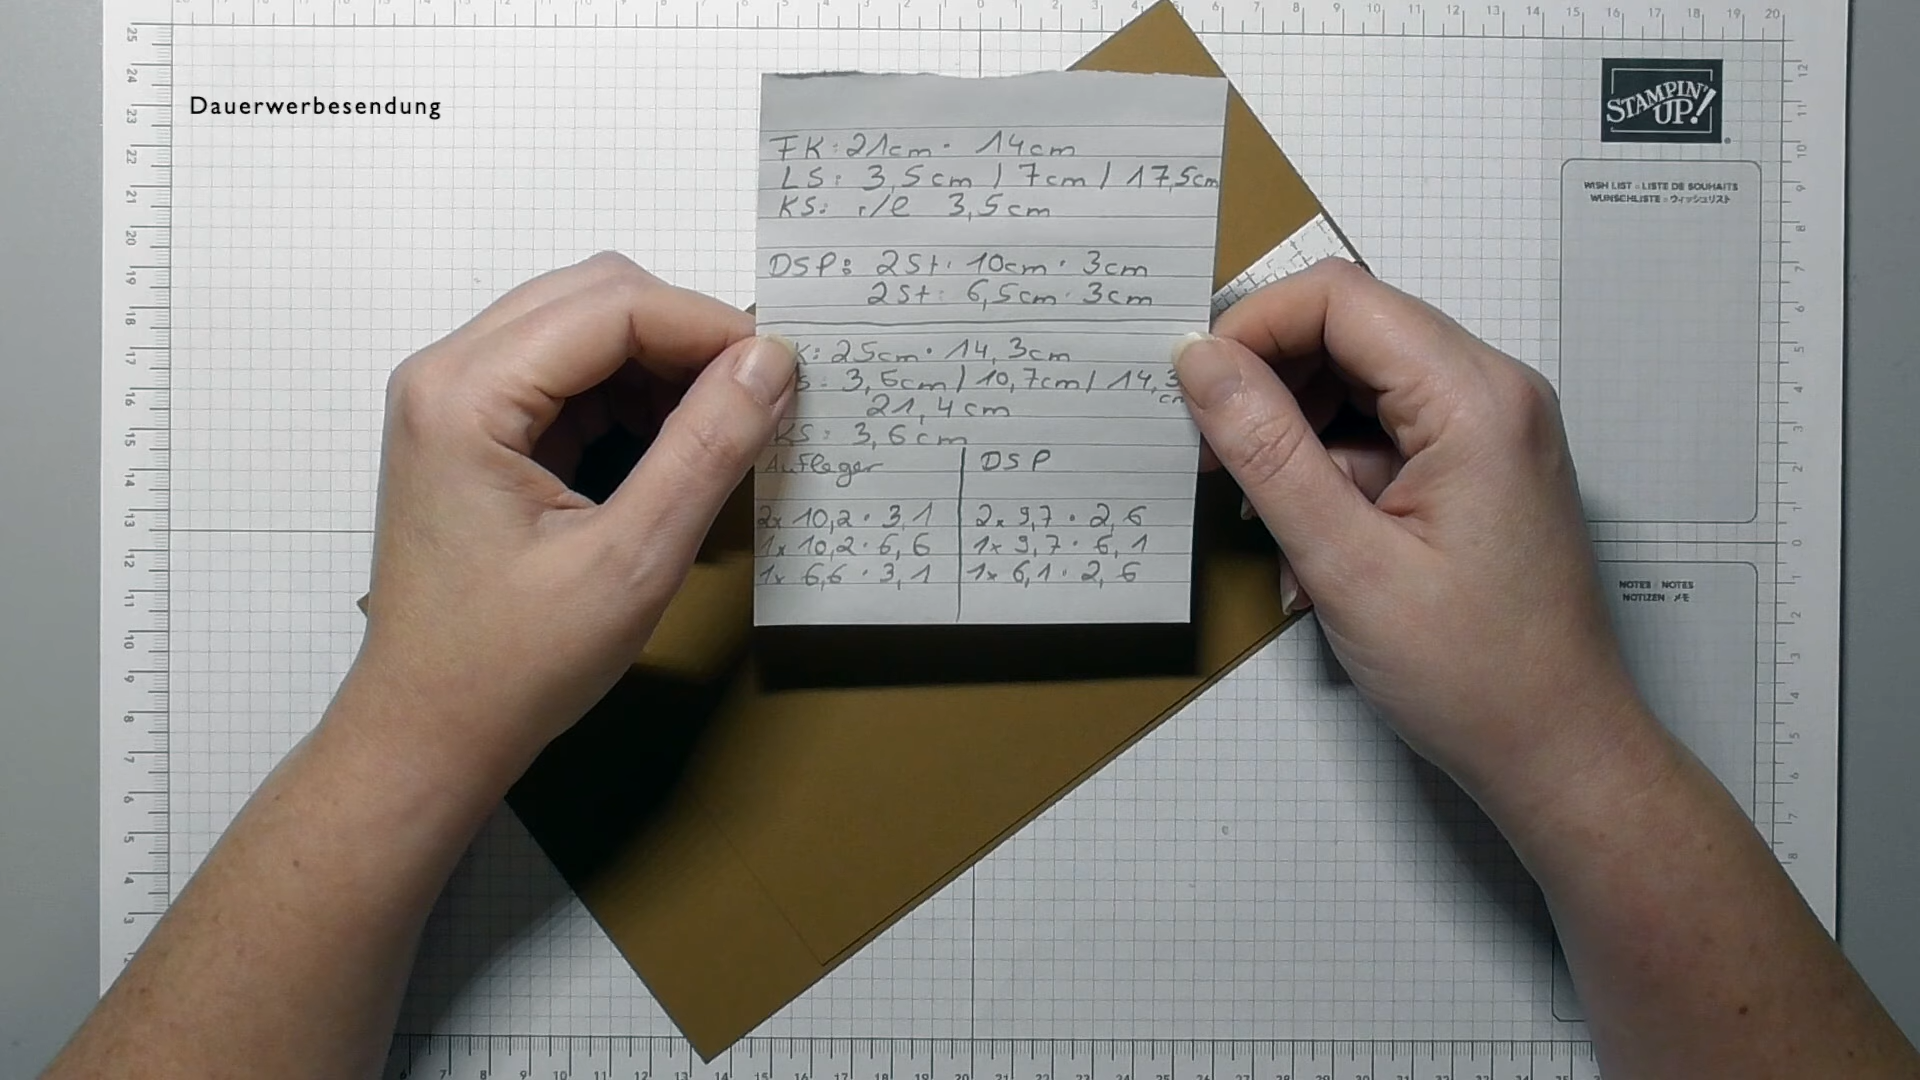 Dauerwerbesendung
STAMPIN' UP!
WISH LIST • LISTE DE SOUHAITS
WUNSCHLISTE • ウィッシュリスト
FK: 21cm · 14cm
LS: 3,5cm / 7cm / 17,5cm
KS: r/l 3,5cm
DSP: 2St. 10cm · 3cm
2St: 6,5cm · 3cm
K: 25cm · 14,3cm
S: 3,6cm / 10,7cm / 14,3 cm
21,4cm
KS: 3,6cm
Aufleger | DSP
2x 10,2 · 3,1 | 2x 9,7 · 2,6
1x 10,2 · 6,6 | 1x 9,7 · 6,1
1x 6,6 · 3,1 | 1x 6,1 · 2,6
NOTES • NOTES
NOTIZEN • メモ